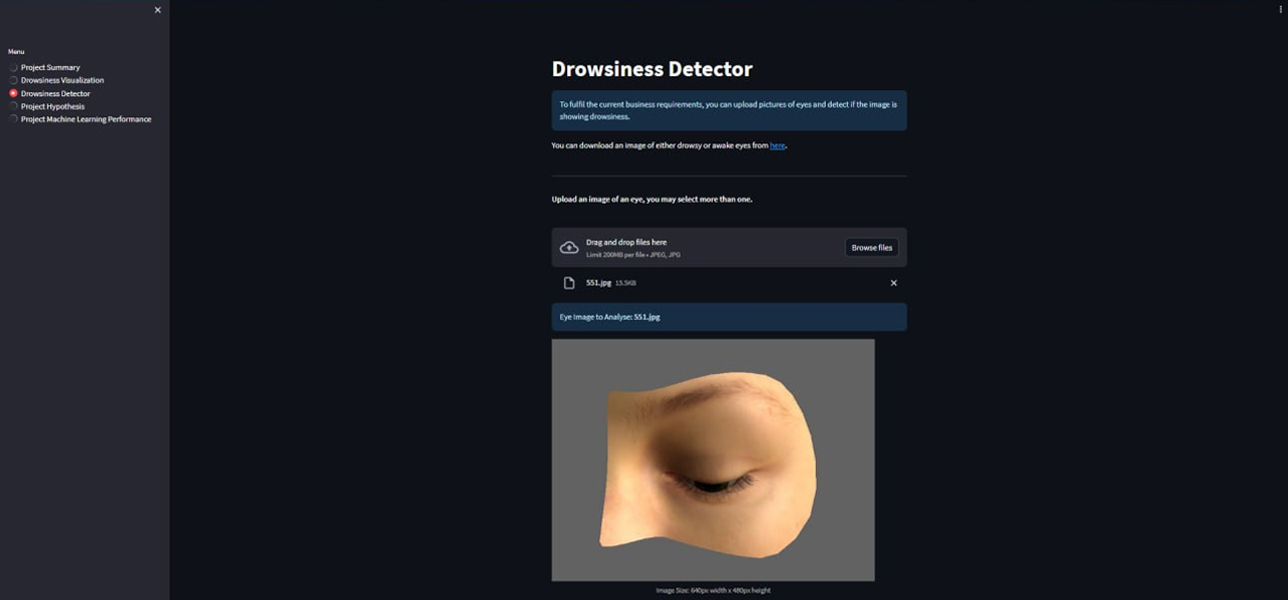 Menu
Project Summary
Drowsiness Visualization
Drowsiness Detector
Project Hypothesis
Project Machine Learning Performance
Drowsiness Detector
To fulfil the current business requirements, you can upload pictures of eyes and detect if the image is
showing drowsiness.
You can download an image of either drowsy or awake eyes from here.
Upload an image of an eye, you may select more than one.
Drag and drop files here
Limit 200MB per file • JPEG, JPG
Browse files
551.jpg 13.5KB
Eye Image to Analyse: 551.jpg
Image Size: 640px width x 480px height